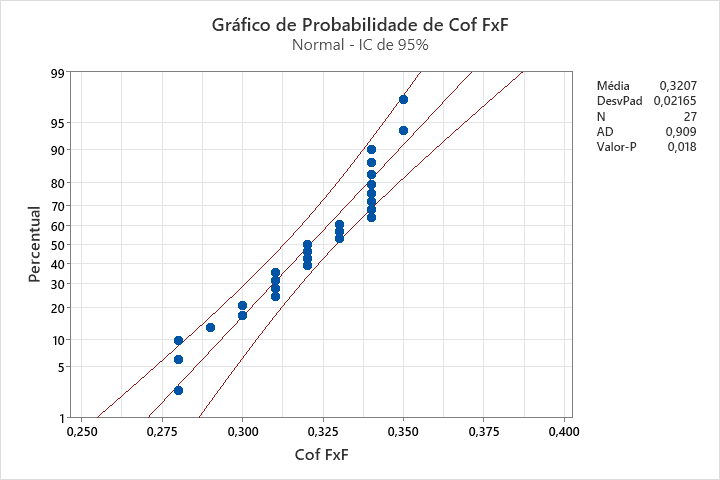 Gráfico de Probabilidade de Cof FxF
Normal - IC de 95%
Média 0,3207
DesvPad 0,02165
N 27
AD 0,909
Valor-P 0,018
Percentual
99
95
90
80
70
60
50
40
30
20
10
5
1
0,250 0,275 0,300 0,325 0,350 0,375 0,400
Cof FxF